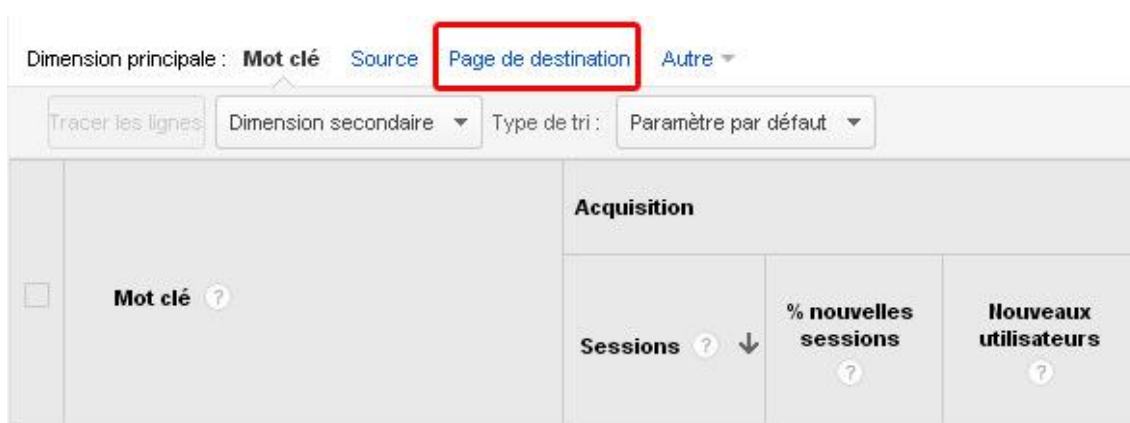 Dimension principale : Mot clé Source Page de destination Autre
Tracer les lignes Dimension secondaire Type de tri : Paramètre par défaut
Acquisition
Mot clé ?
Sessions ?
% nouvelles
sessions
?
Nouveaux
utilisateurs
?